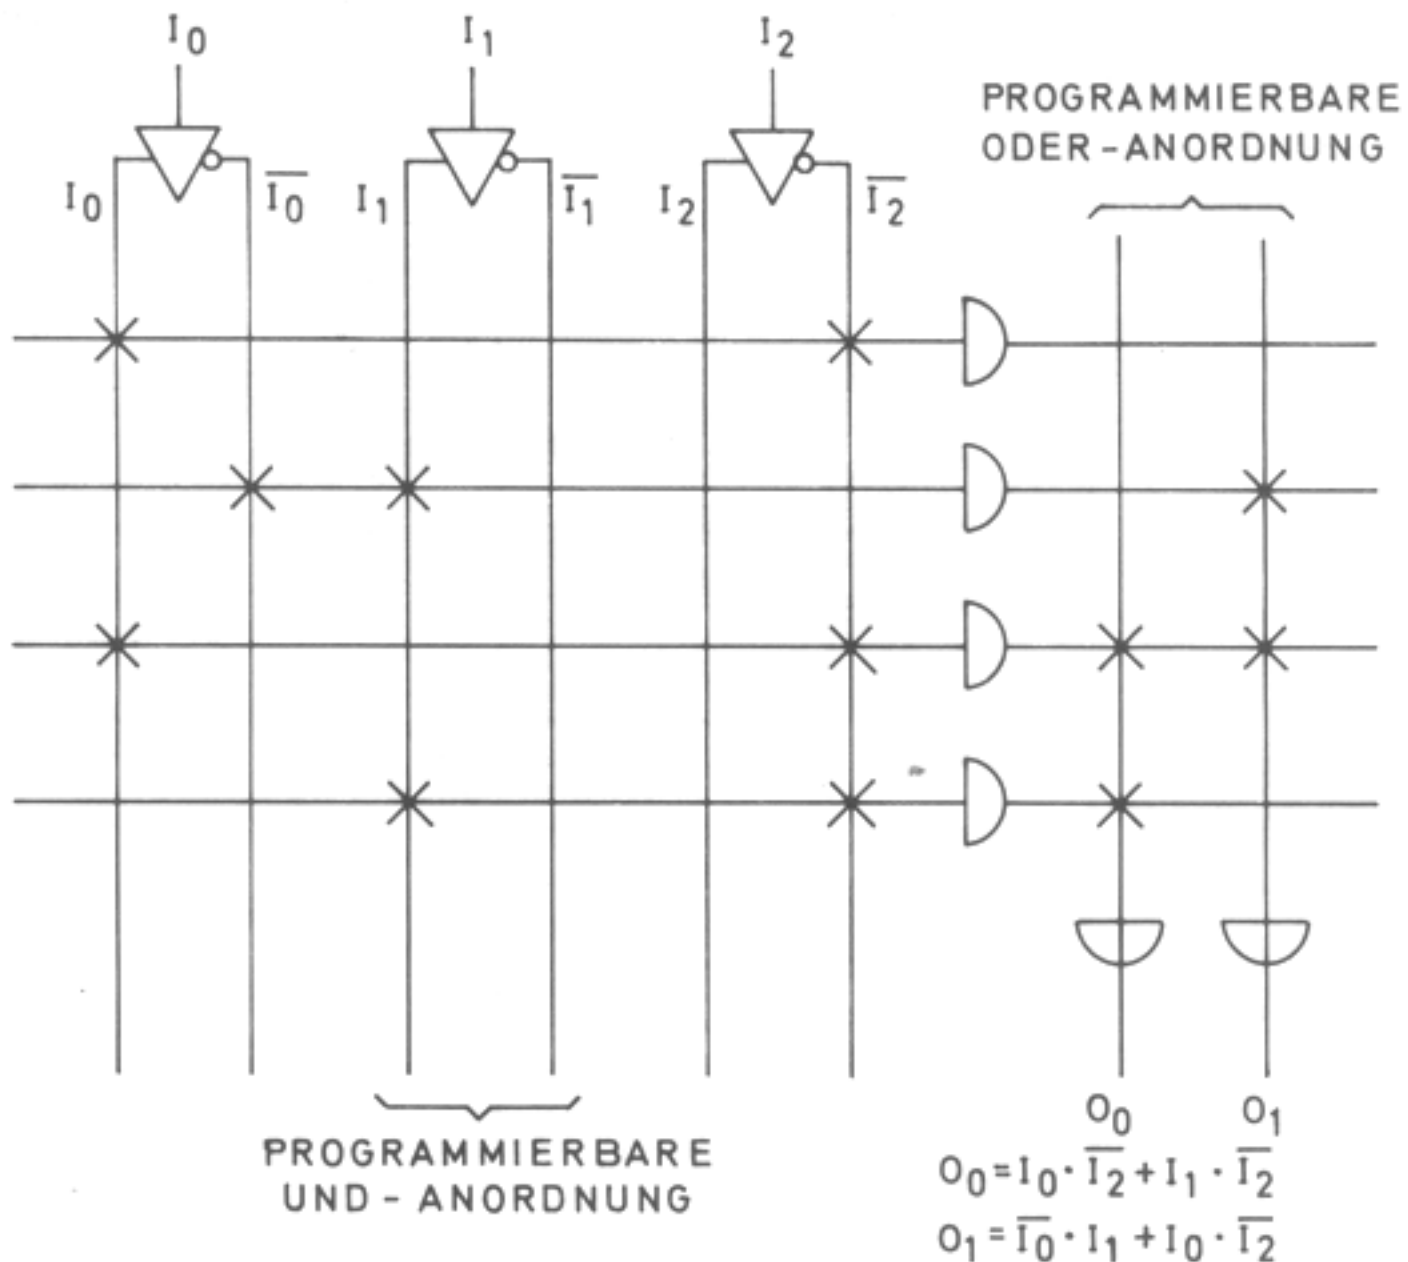 I₀ I₁ I₂
PROGRAMMIERBARE
ODER-ANORDNUNG
I₀ I̅₀ I₁ I̅₁ I₂ I̅₂
O₀ O₁
PROGRAMMIERBARE
UND-ANORDNUNG
O₀ = I₀ · I̅₂ + I₁ · I̅₂
O₁ = I̅₀ · I₁ + I₀ · I̅₂